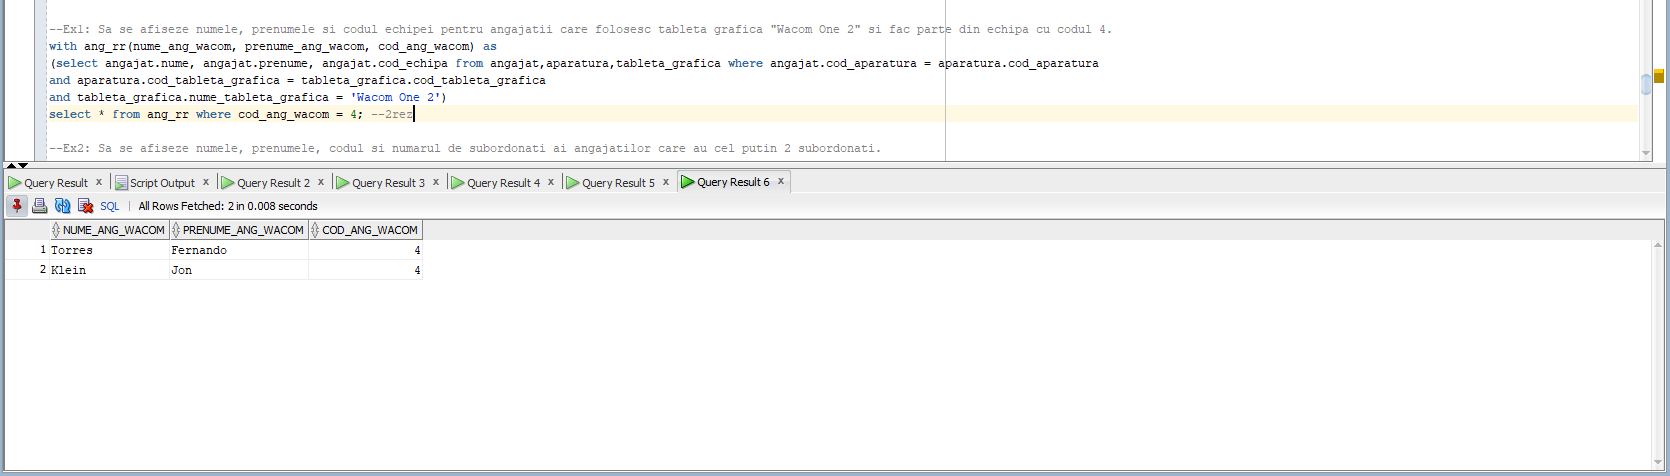 --Ex1: Sa se afiseze numele, prenumele si codul echipei pentru angajatii care folosesc tableta grafica "Wacom One 2" si fac parte din echipa cu codul 4.
with ang_rr(nume_ang_wacom, prenume_ang_wacom, cod_ang_wacom) as
(select angajat.nume, angajat.prenume, angajat.cod_echipa from angajat,aparatura,tableta_grafica where angajat.cod_aparatura = aparatura.cod_aparatura
and aparatura.cod_tableta_grafica = tableta_grafica.cod_tableta_grafica
and tableta_grafica.nume_tableta_grafica = 'Wacom One 2')
select * from ang_rr where cod_ang_wacom = 4; --2rez
--Ex2: Sa se afiseze numele, prenumele, codul si numarul de subordonati ai angajatilor care au cel putin 2 subordonati.
Query Result x Script Output x Query Result 2 x Query Result 3 x Query Result 4 x Query Result 5 x Query Result 6 x
SQL | All Rows Fetched: 2 in 0.008 seconds
NUME_ANG_WACOM PRENUME_ANG_WACOM COD_ANG_WACOM
1 Torres Fernando 4
2 Klein Jon 4